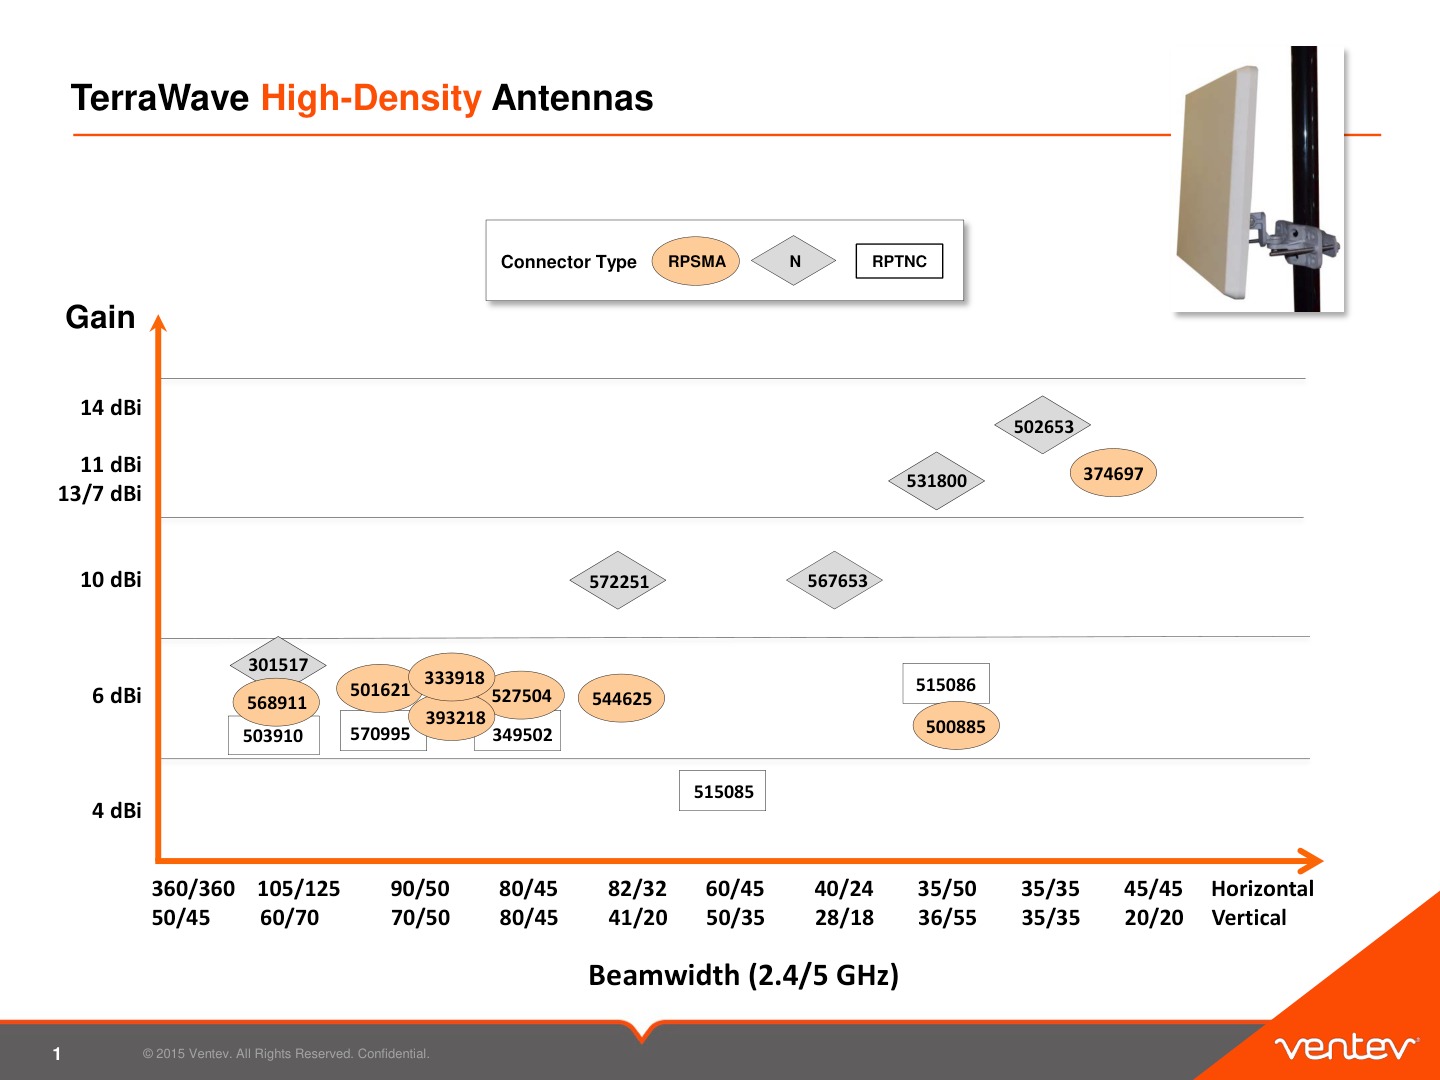 TerraWave High-Density Antennas
Connector Type RPSMA N RPTNC
Gain
14 dBi
502653
11 dBi
374697
531800
13/7 dBi
10 dBi
572251 567653
301517
333918
515086
501621
6 dBi
527504
544625
568911
393218
500885
570995
349502
503910
515085
4 dBi
360/360 105/125 90/50 80/45 82/32 60/45 40/24 35/50 35/35 45/45 Horizontal
50/45 60/70 70/50 80/45 41/20 50/35 28/18 36/55 35/35 20/20 Vertical
Beamwidth (2.4/5 GHz)
1
© 2015 Ventev. All Rights Reserved. Confidential.
ventev